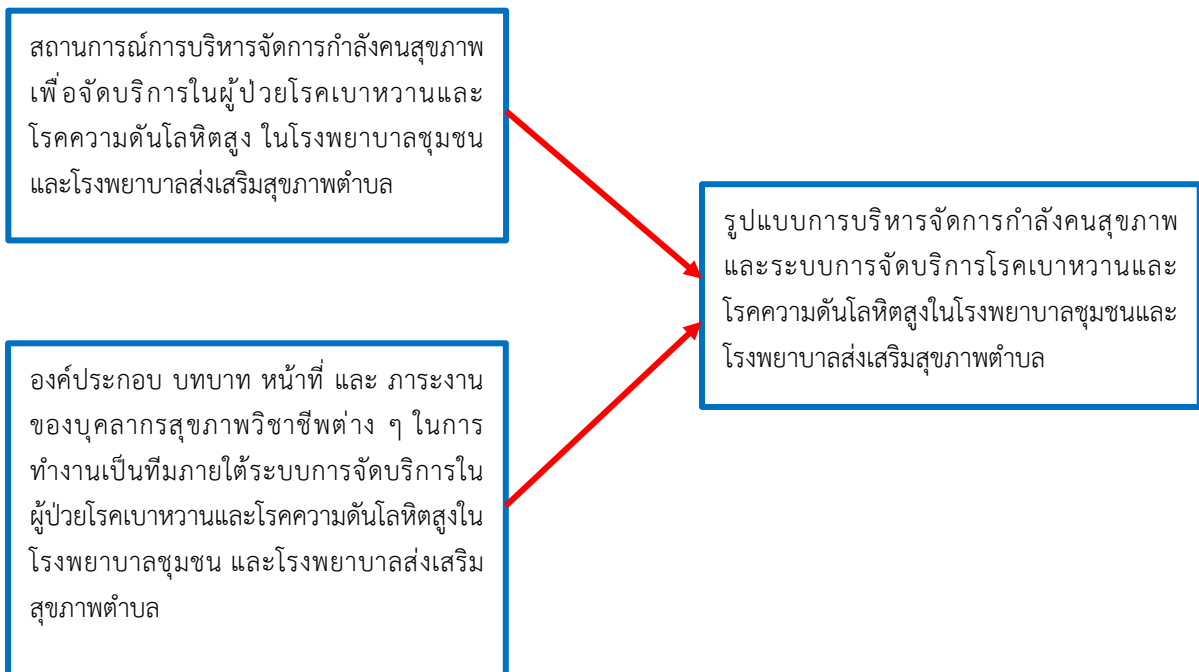 สถานการณ์การบริหารจัดการกำลังคนสุขภาพ
เพื่อจัดบริการในผู้ป่วยโรคเบาหวานและ
โรคความดันโลหิตสูง ในโรงพยาบาลชุมชน
และโรงพยาบาลส่งเสริมสุขภาพตำบล
รูปแบบการบริหารจัดการกำลังคนสุขภาพ
และระบบการจัดบริการโรคเบาหวานและ
โรคความดันโลหิตสูงในโรงพยาบาลชุมชนและ
โรงพยาบาลส่งเสริมสุขภาพตำบล
องค์ประกอบ บทบาท หน้าที่ และ ภาระงาน
ของบุคลากรสุขภาพวิชาชีพต่าง ๆ ในการ
ทำงานเป็นทีมภายใต้ระบบการจัดบริการใน
ผู้ป่วยโรคเบาหวานและโรคความดันโลหิตสูงใน
โรงพยาบาลชุมชน และโรงพยาบาลส่งเสริม
สุขภาพตำบล